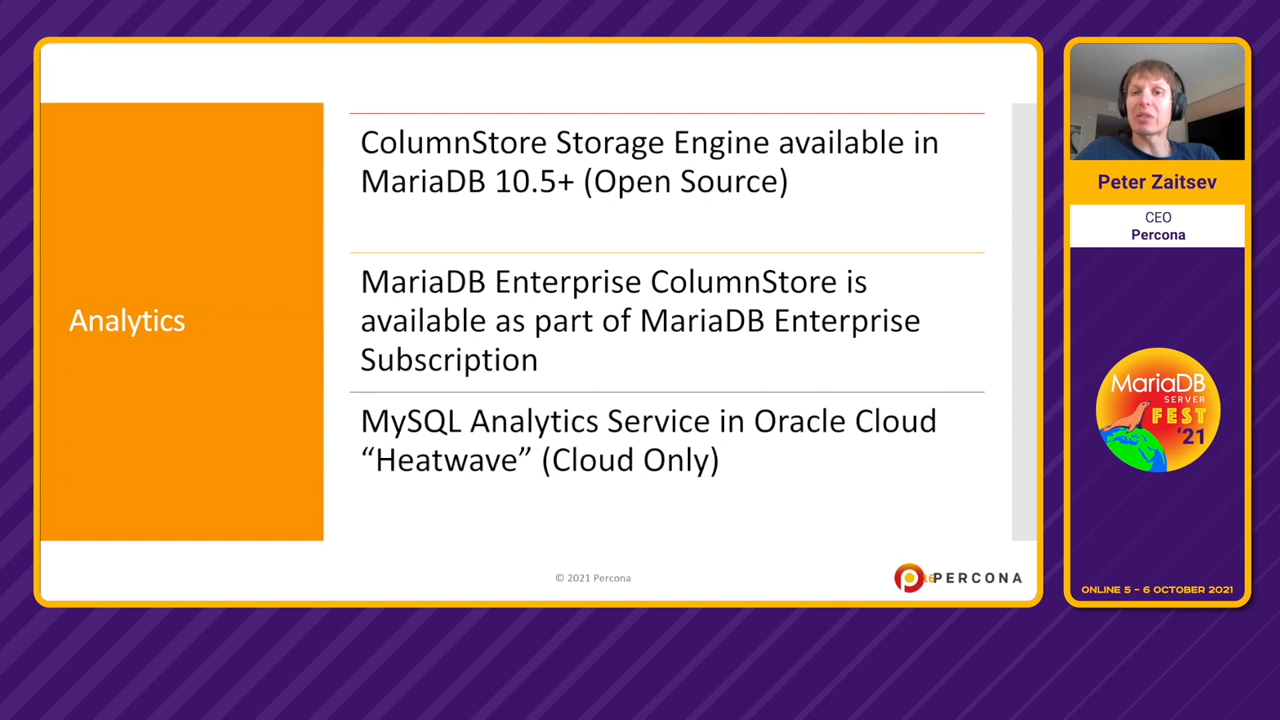 Analytics
ColumnStore Storage Engine available in
MariaDB 10.5+ (Open Source)
MariaDB Enterprise ColumnStore is
available as part of MariaDB Enterprise
Subscription
MySQL Analytics Service in Oracle Cloud
“Heatwave” (Cloud Only)
© 2021 Percona
16
PERCONA
Peter Zaitsev
CEO
Percona
MariaDB
SERVER
FEST
'21
ONLINE 5 – 6 OCTOBER 2021